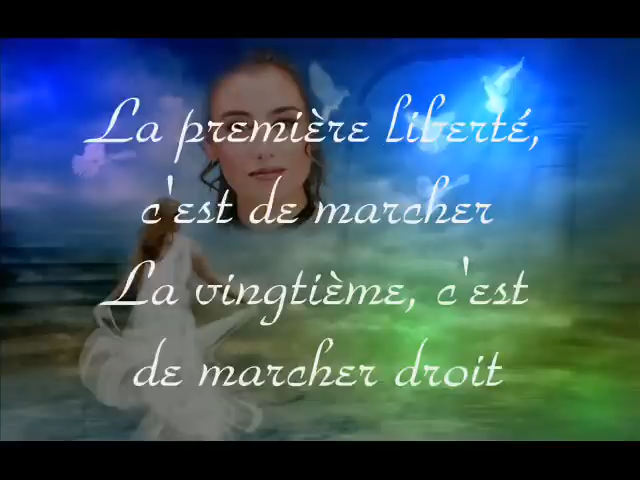 La première liberté,
c'est de marcher
La vingtième, c'est
de marcher droit